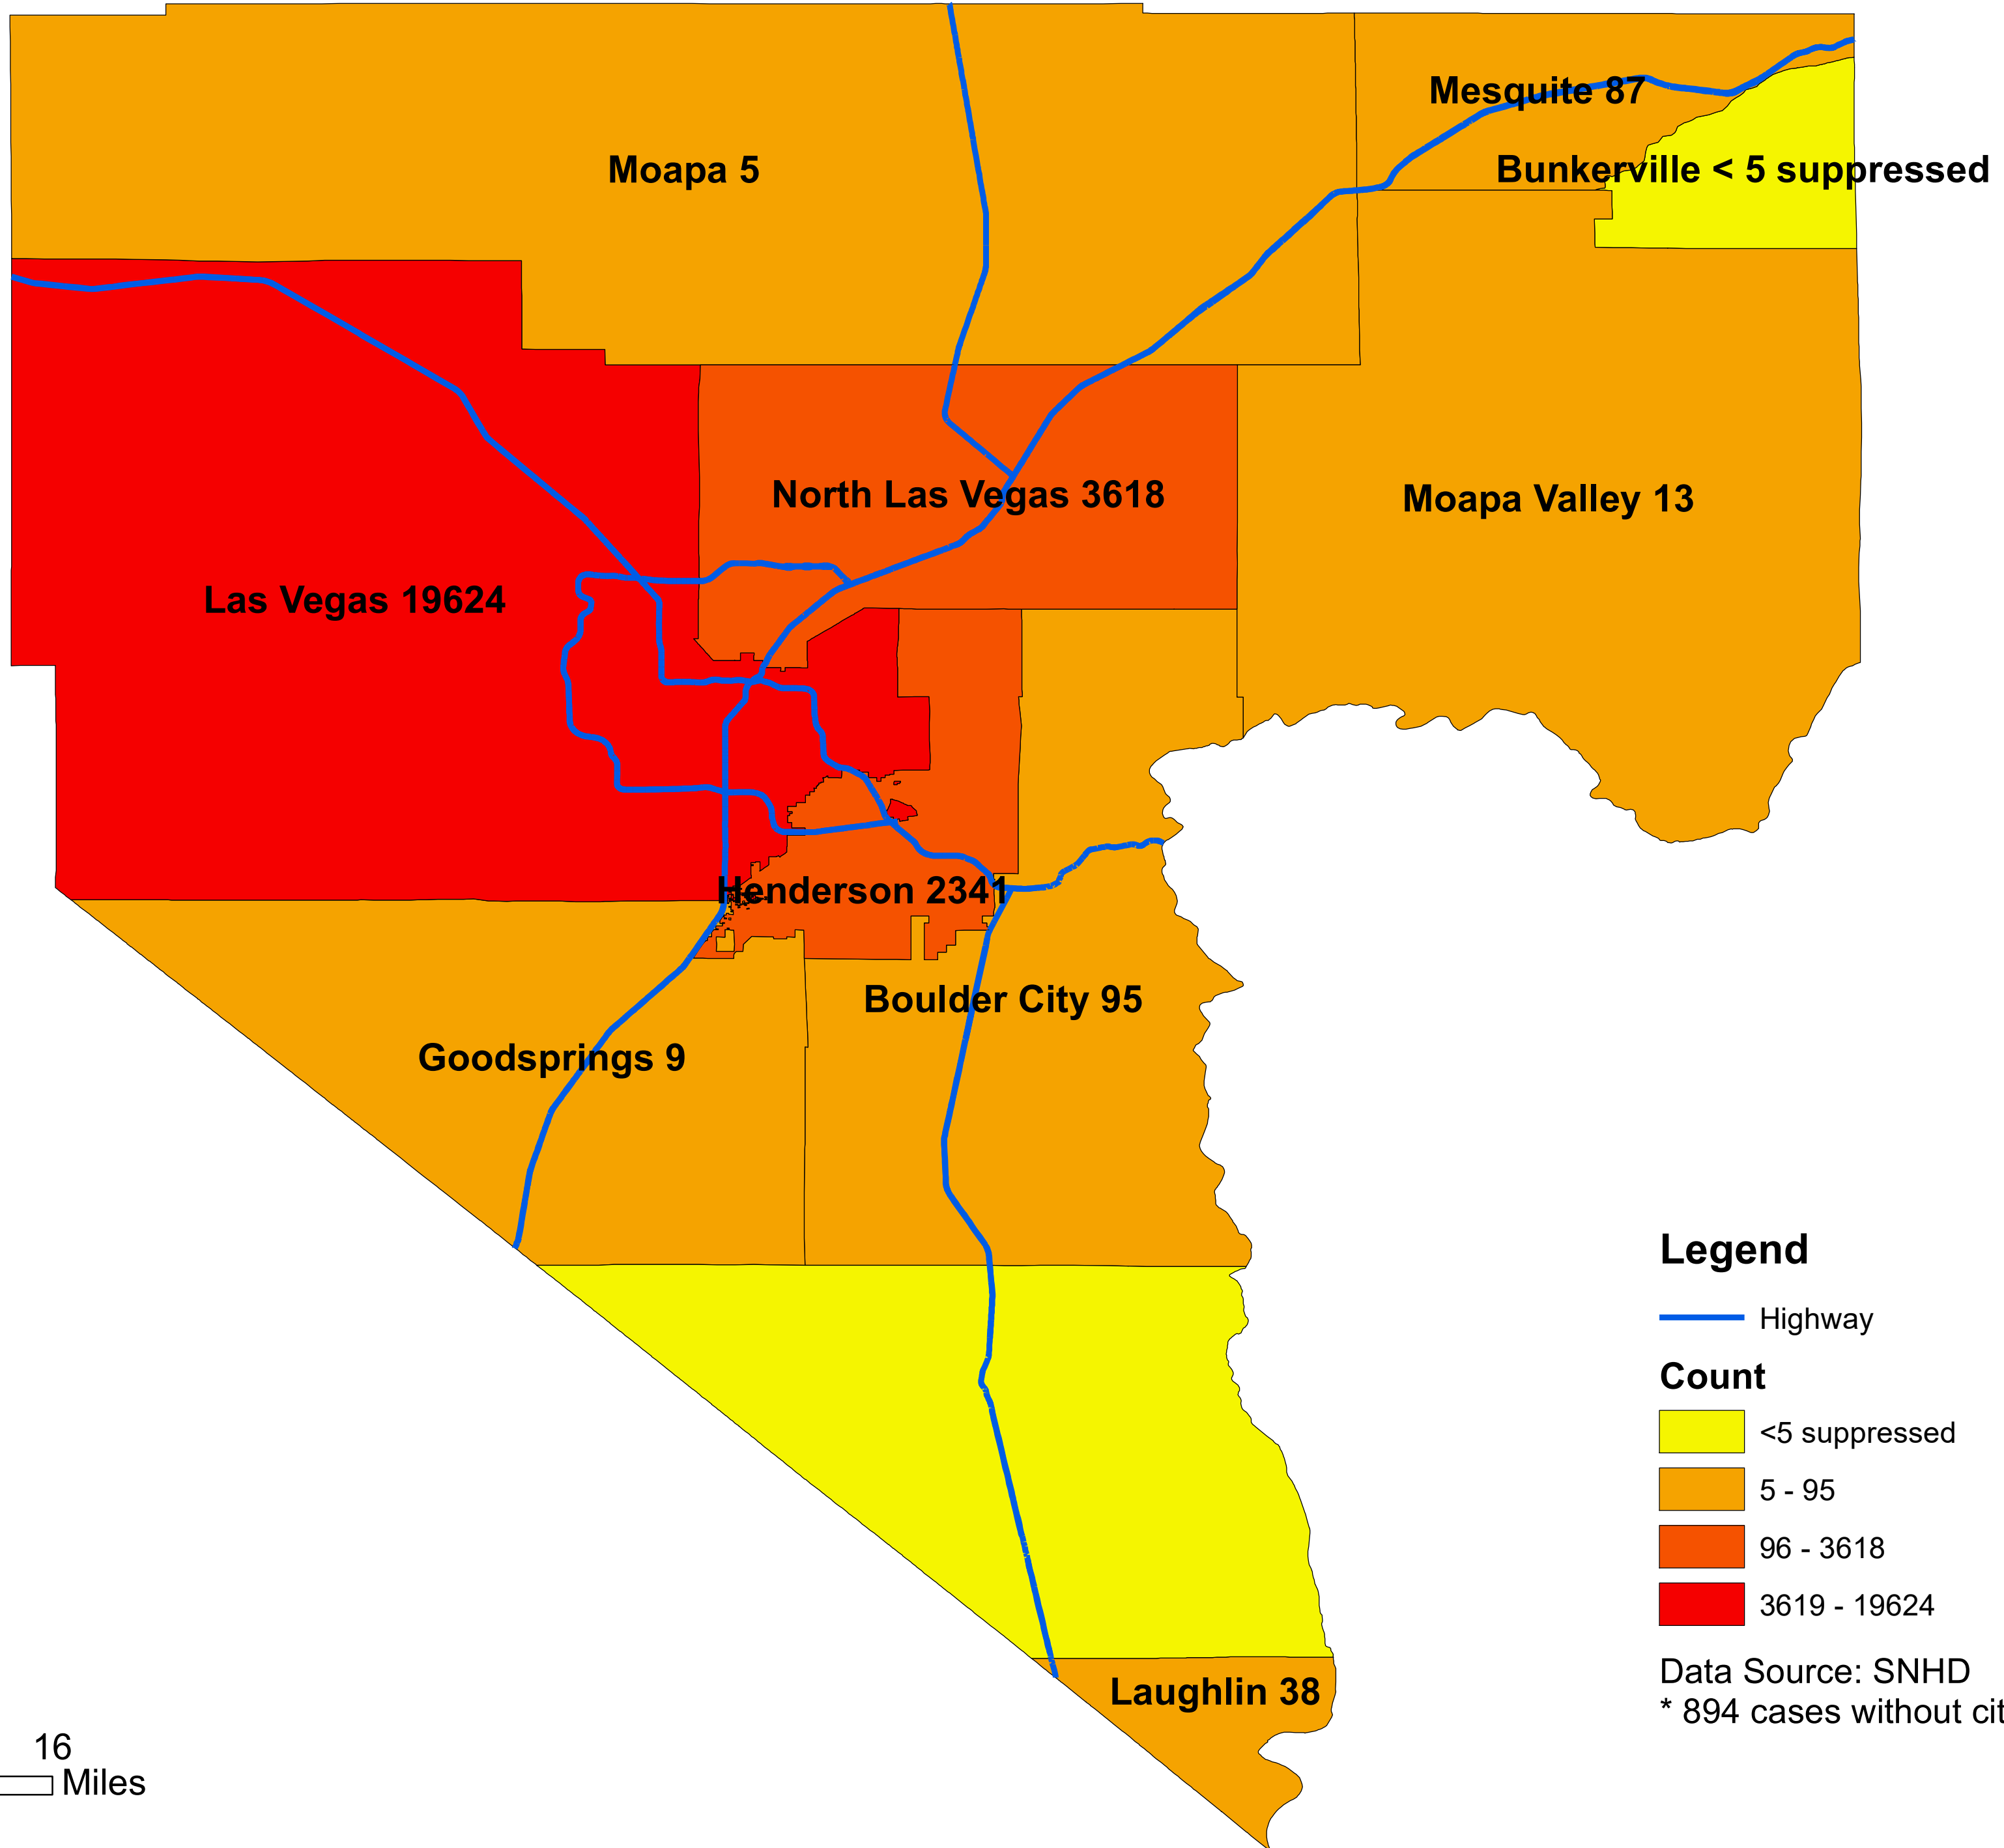 Mesquite 87
Moapa 5
Bunkerville < 5 suppressed
North Las Vegas 3618
Moapa Valley 13
Las Vegas 19624
Henderson 2341
Boulder City 95
Goodsprings 9
Legend
Highway
Count
<5 suppressed
5 - 95
96 - 3618
3619 - 19624
Data Source: SNHD
* 894 cases without cit
Laughlin 38
16
Miles